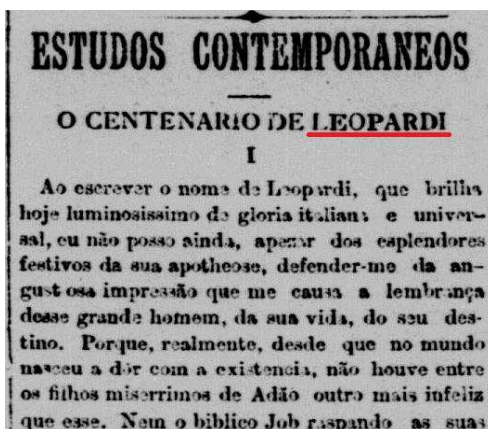 ESTUDOS CONTEMPORANEOS
O CENTENARIO DE LEOPARDI
I
Ao escrever o nome de Leopardi, que brilha
hoje luminosissimo de gloria italiana e univer-
sal, eu não posso ainda, apezar dos esplendores
festivos da sua apotheose, defender-me da an-
gustosa impressão que me causa a lembrança
desse grande homem, da sua vida, do seu des-
tino. Porque, realmente, desde que no mundo
nasceu a dôr com a existencia, não houve entre
os filhos miserrimos de Adão outro mais infeliz
que esse. Nem o biblico Job raspando as suas